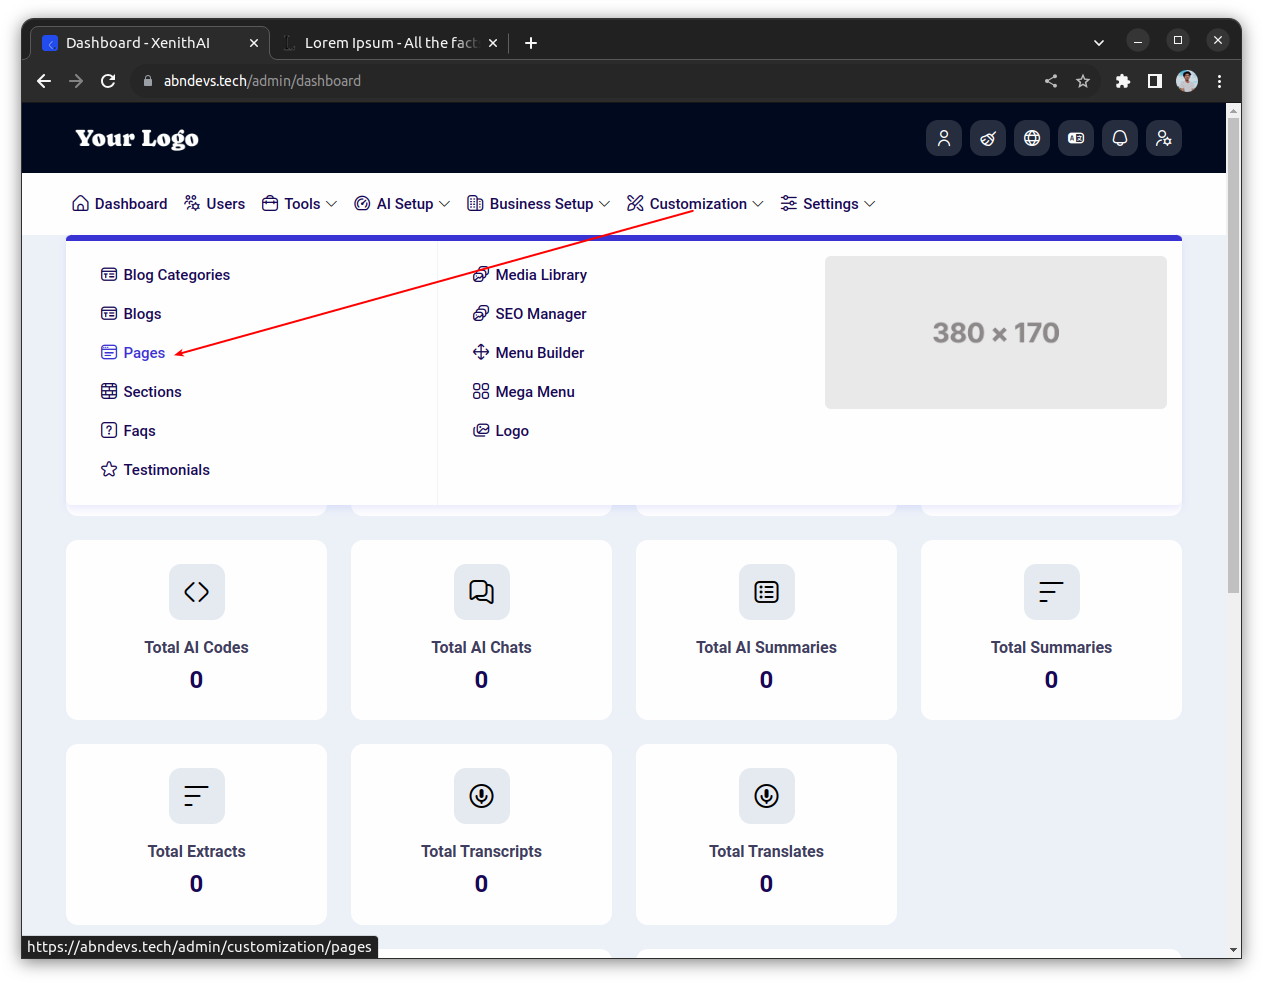 Dashboard - XenithAI
Lorem Ipsum - All the fact
abndevs.tech/admin/dashboard
Your Logo
Dashboard Users Tools AI Setup Business Setup Customization Settings
Blog Categories
Blogs
Pages
Sections
Faqs
Testimonials
Media Library
SEO Manager
Menu Builder
Mega Menu
Logo
380 × 170
Total AI Codes
0
Total AI Chats
0
Total AI Summaries
0
Total Summaries
0
Total Extracts
0
Total Transcripts
0
Total Translates
0
https://abndevs.tech/admin/customization/pages